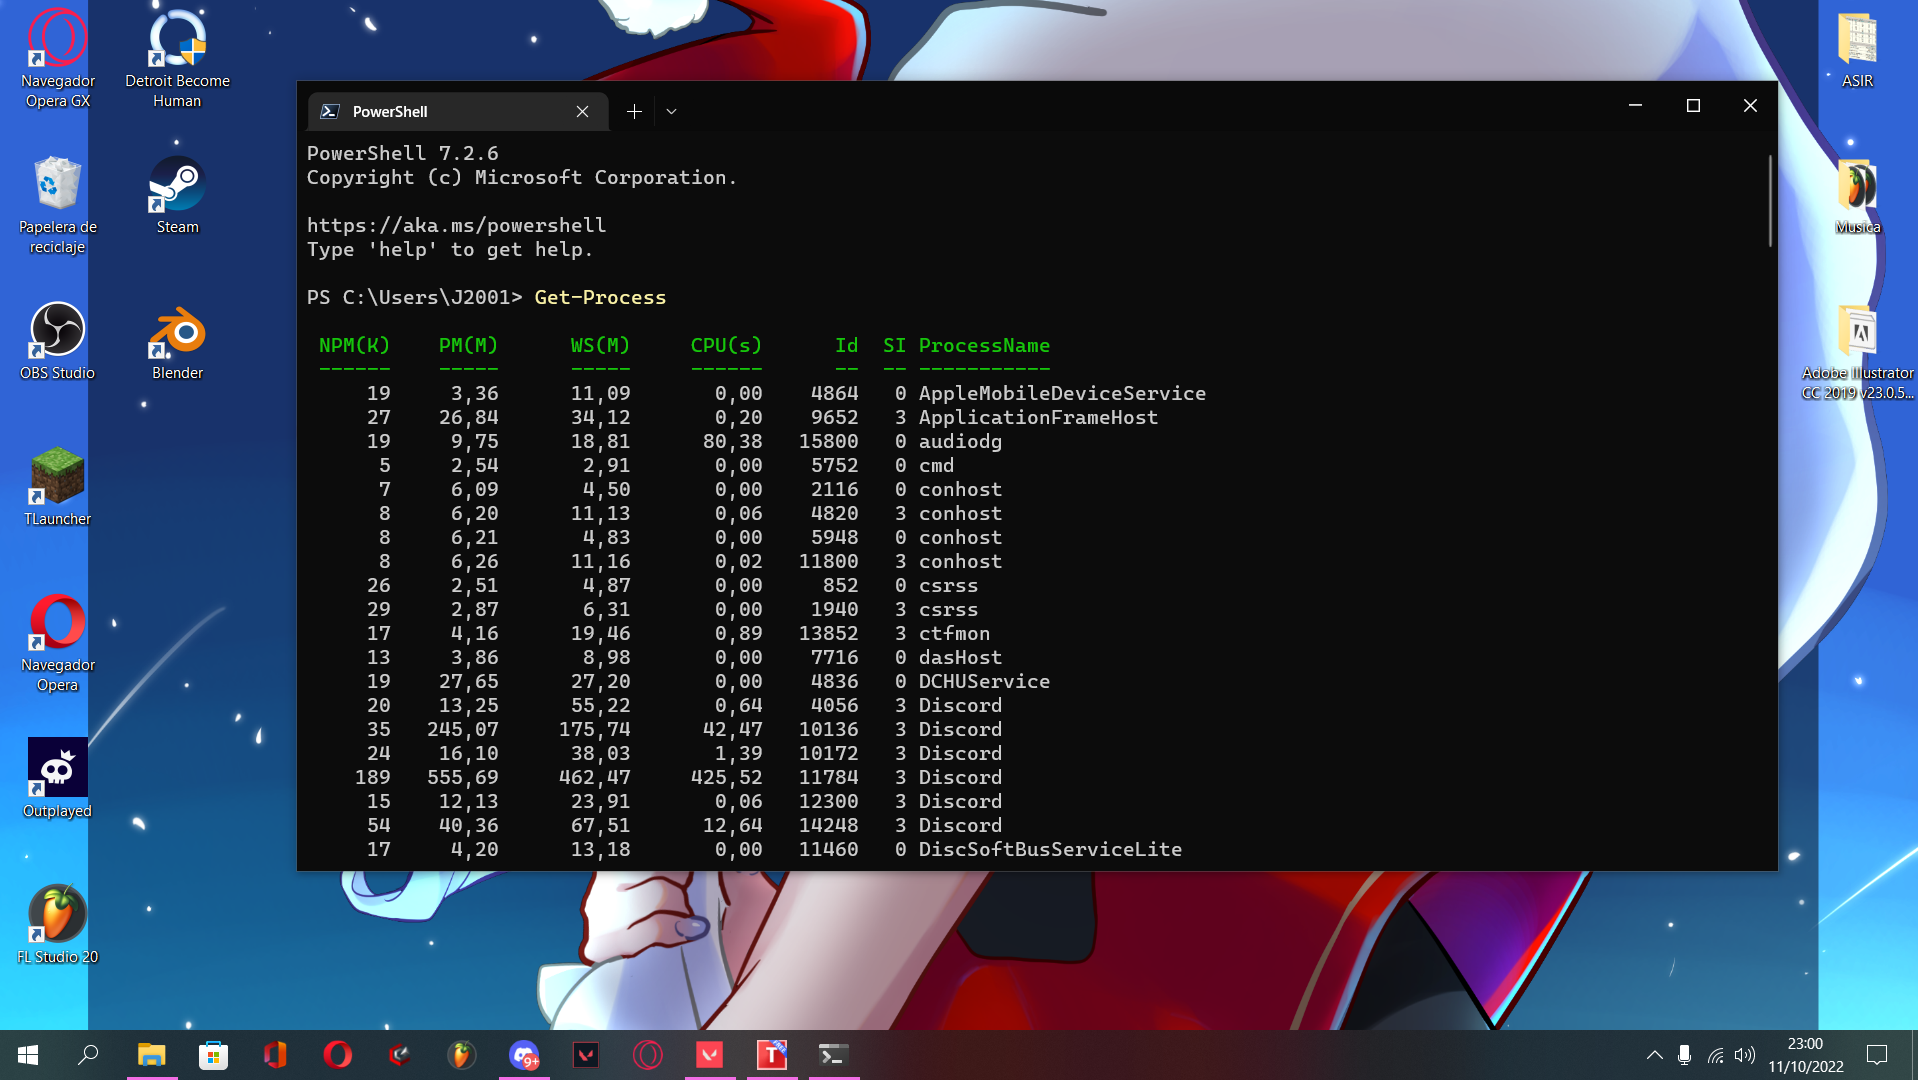 Navegador
Opera GX
Detroit Become
Human
Papelera de
reciclaje
Steam
OBS Studio
Blender
TLauncher
Navegador
Opera
Outplayed
FL Studio 20
PowerShell
PowerShell 7.2.6
Copyright (c) Microsoft Corporation.
https://aka.ms/powershell
Type 'help' to get help.
PS C:\Users\J2001> Get-Process
NPM(K)    PM(M)      WS(M)     CPU(s)      Id  SI ProcessName
------    -----      -----     ------      --  -- -----------
19     3,36      11,09       0,00    4864   0 AppleMobileDeviceService
27    26,84      34,12       0,20    9652   3 ApplicationFrameHost
19     9,75      18,81      80,38   15800   0 audiodg
5     2,54       2,91       0,00    5752   0 cmd
7     6,09       4,50       0,00    2116   0 conhost
8     6,20      11,13       0,06    4820   3 conhost
8     6,21       4,83       0,00    5948   0 conhost
8     6,26      11,16       0,02   11800   3 conhost
26     2,51       4,87       0,00     852   0 csrss
29     2,87       6,31       0,00    1940   3 csrss
17     4,16      19,46       0,89   13852   3 ctfmon
13     3,86       8,98       0,00    7716   0 dasHost
19    27,65      27,20       0,00    4836   0 DCHUService
20    13,25      55,22       0,64    4056   3 Discord
35   245,07     175,74      42,47   10136   3 Discord
24    16,10      38,03       1,39   10172   3 Discord
189   555,69     462,47     425,52   11784   3 Discord
15    12,13      23,91       0,06   12300   3 Discord
54    40,36      67,51      12,64   14248   3 Discord
17     4,20      13,18       0,00   11460   0 DiscSoftBusServiceLite
ASIR
Musica
Adobe Illustrator
CC 2019 v23.0.5...
9+
T
FREE
23:00
11/10/2022